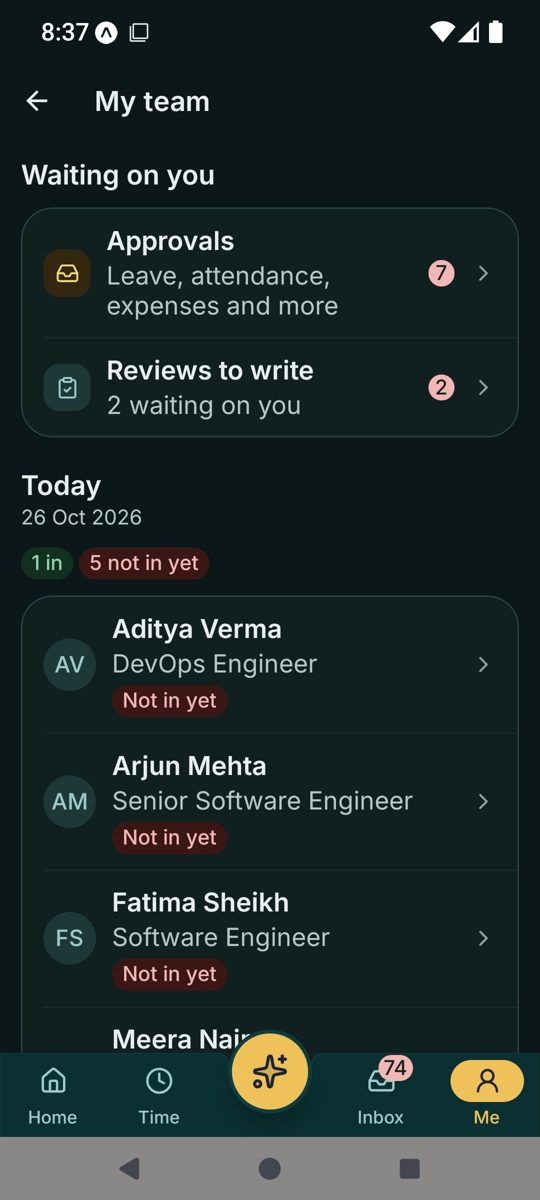 8:37
My team
Waiting on you
Approvals
Leave, attendance,
expenses and more
7
Reviews to write
2 waiting on you
2
Today
26 Oct 2026
1 in
5 not in yet
AV
Aditya Verma
DevOps Engineer
Not in yet
AM
Arjun Mehta
Senior Software Engineer
Not in yet
FS
Fatima Sheikh
Software Engineer
Not in yet
Meera Nair
Home
Time
74
Inbox
Me